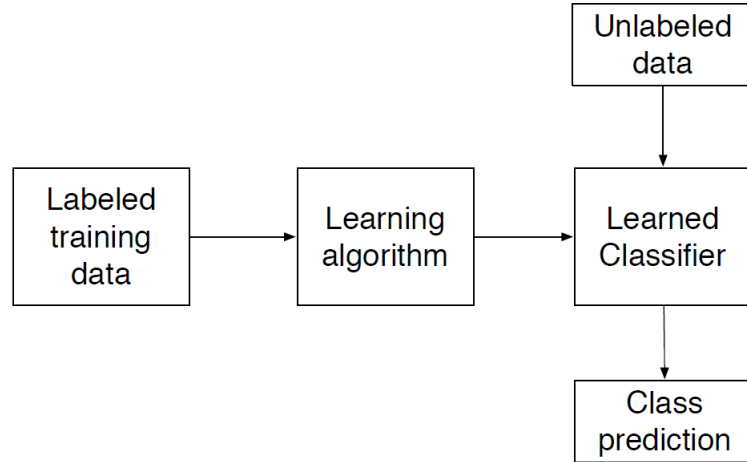 Unlabeled
data
Labeled
training
data
Learning
algorithm
Learned
Classifier
Class
prediction